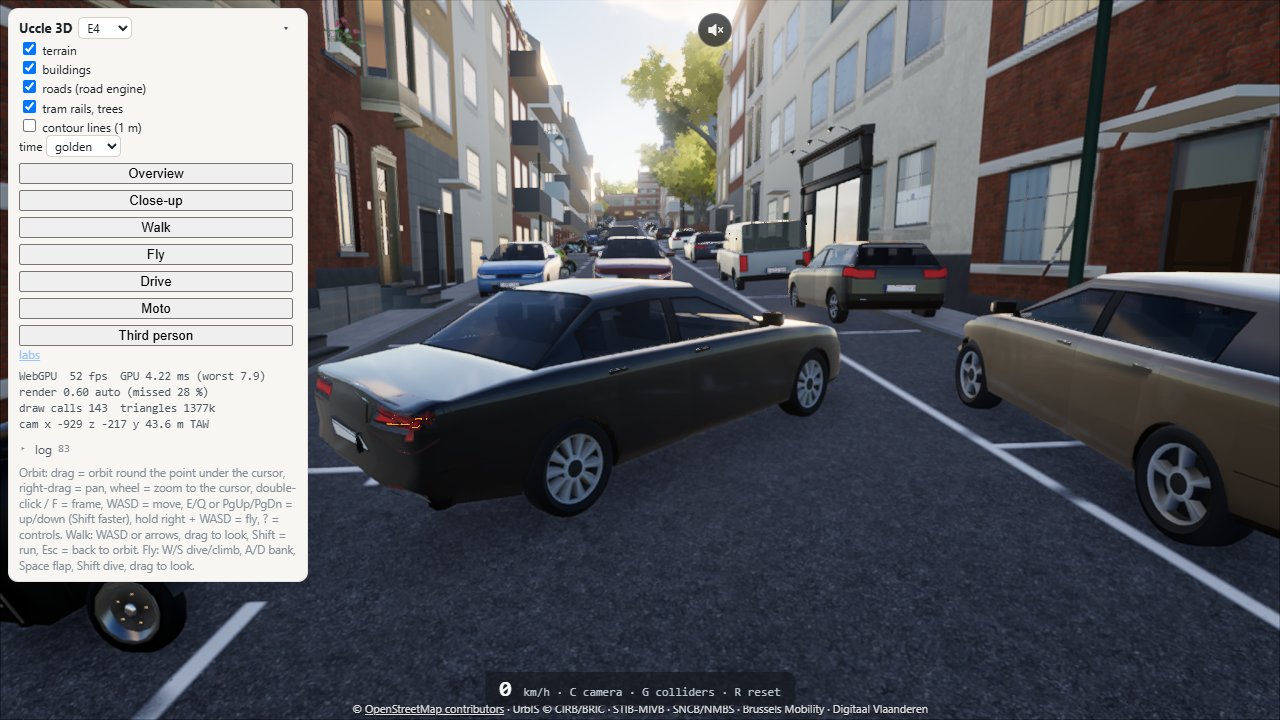 Uccle 3D E4
terrain
buildings
roads (road engine)
tram rails, trees
contour lines (1 m)
time golden
Overview
Close-up
Walk
Fly
Drive
Moto
Third person
labs
WebGPU 52 fps GPU 4.22 ms (worst 7.9)
render 0.60 auto (missed 28 %)
draw calls 143 triangles 1377k
cam x -929 z -217 y 43.6 m TAW
log 83
Orbit: drag = orbit round the point under the cursor,
right-drag = pan, wheel = zoom to the cursor, double-
click / F = frame, WASD = move, E/Q or PgUp/PgDn =
up/down (Shift faster), hold right + WASD = fly, ? =
controls. Walk: WASD or arrows, drag to look, Shift =
run, Esc = back to orbit. Fly: W/S dive/climb, A/D bank,
Space flap, Shift dive, drag to look.
0 km/h · C camera · G colliders · R reset
© OpenStreetMap contributors · UrbIS © CIRB/BRIC · STIB-MIVB · SNCB/NMBS · Brussels Mobility · Digitaal Vlaanderen